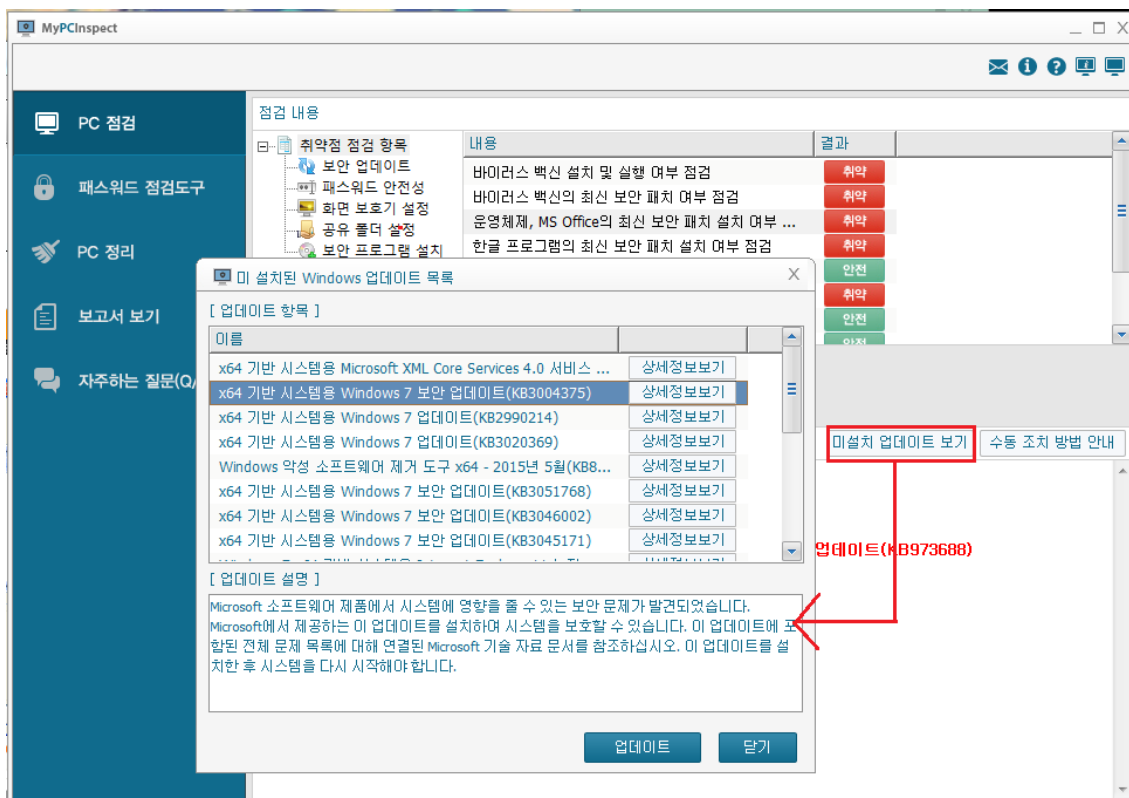 MyPCInspect
PC 점검
패스워드 점검도구
PC 정리
보고서 보기
자주하는 질문(Q/
점검 내용
취약점 점검 항목
보안 업데이트
패스워드 안전성
화면 보호기 설정
공유 폴더 설정
보안 프로그램 설치
내용
결과
바이러스 백신 설치 및 실행 여부 점검
취약
바이러스 백신의 최신 보안 패치 여부 점검
취약
운영체제, MS Office의 최신 보안 패치 설치 여부 ...
취약
한글 프로그램의 최신 보안 패치 설치 여부 점검
취약
안전
취약
안전
안전
미 설치된 Windows 업데이트 목록
[ 업데이트 항목 ]
이름
x64 기반 시스템용 Microsoft XML Core Services 4.0 서비스 ...
상세정보보기
x64 기반 시스템용 Windows 7 보안 업데이트(KB3004375)
상세정보보기
x64 기반 시스템용 Windows 7 업데이트(KB2990214)
상세정보보기
x64 기반 시스템용 Windows 7 업데이트(KB3020369)
상세정보보기
Windows 악성 소프트웨어 제거 도구 x64 - 2015년 5월(KB8...
상세정보보기
x64 기반 시스템용 Windows 7 보안 업데이트(KB3051768)
상세정보보기
x64 기반 시스템용 Windows 7 보안 업데이트(KB3046002)
상세정보보기
x64 기반 시스템용 Windows 7 보안 업데이트(KB3045171)
상세정보보기
[ 업데이트 설명 ]
Microsoft 소프트웨어 제품에서 시스템에 영향을 줄 수 있는 보안 문제가 발견되었습니다.
Microsoft에서 제공하는 이 업데이트를 설치하여 시스템을 보호할 수 있습니다. 이 업데이트에 포
함된 전체 문제 목록에 대해 연결된 Microsoft 기술 자료 문서를 참조하십시오. 이 업데이트를 설
치한 후 시스템을 다시 시작해야 합니다.
업데이트
닫기
미설치 업데이트 보기
수동 조치 방법 안내
업데이트(KB973688)